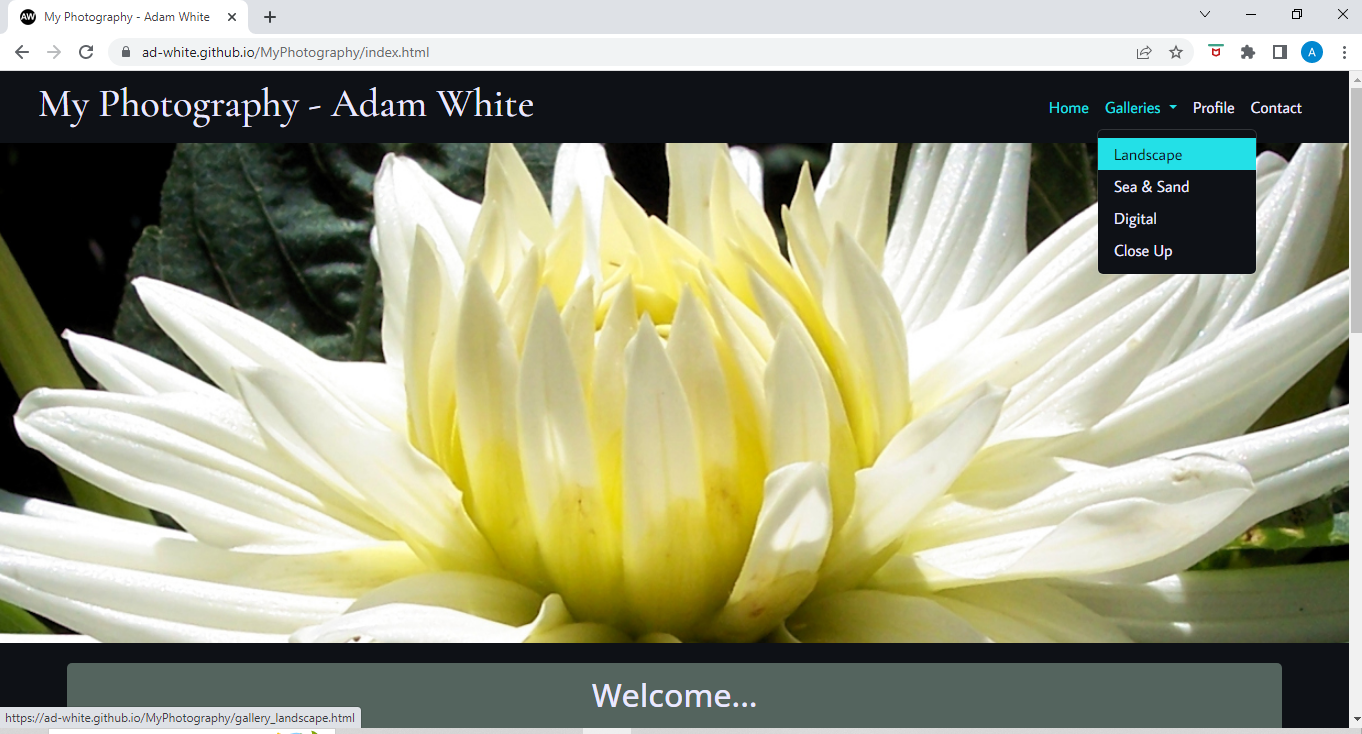 AW My Photography - Adam White
ad-white.github.io/MyPhotography/index.html
A
My Photography - Adam White
Home Galleries Profile Contact
Landscape
Sea & Sand
Digital
Close Up
Welcome...
https://ad-white.github.io/MyPhotography/gallery_landscape.html